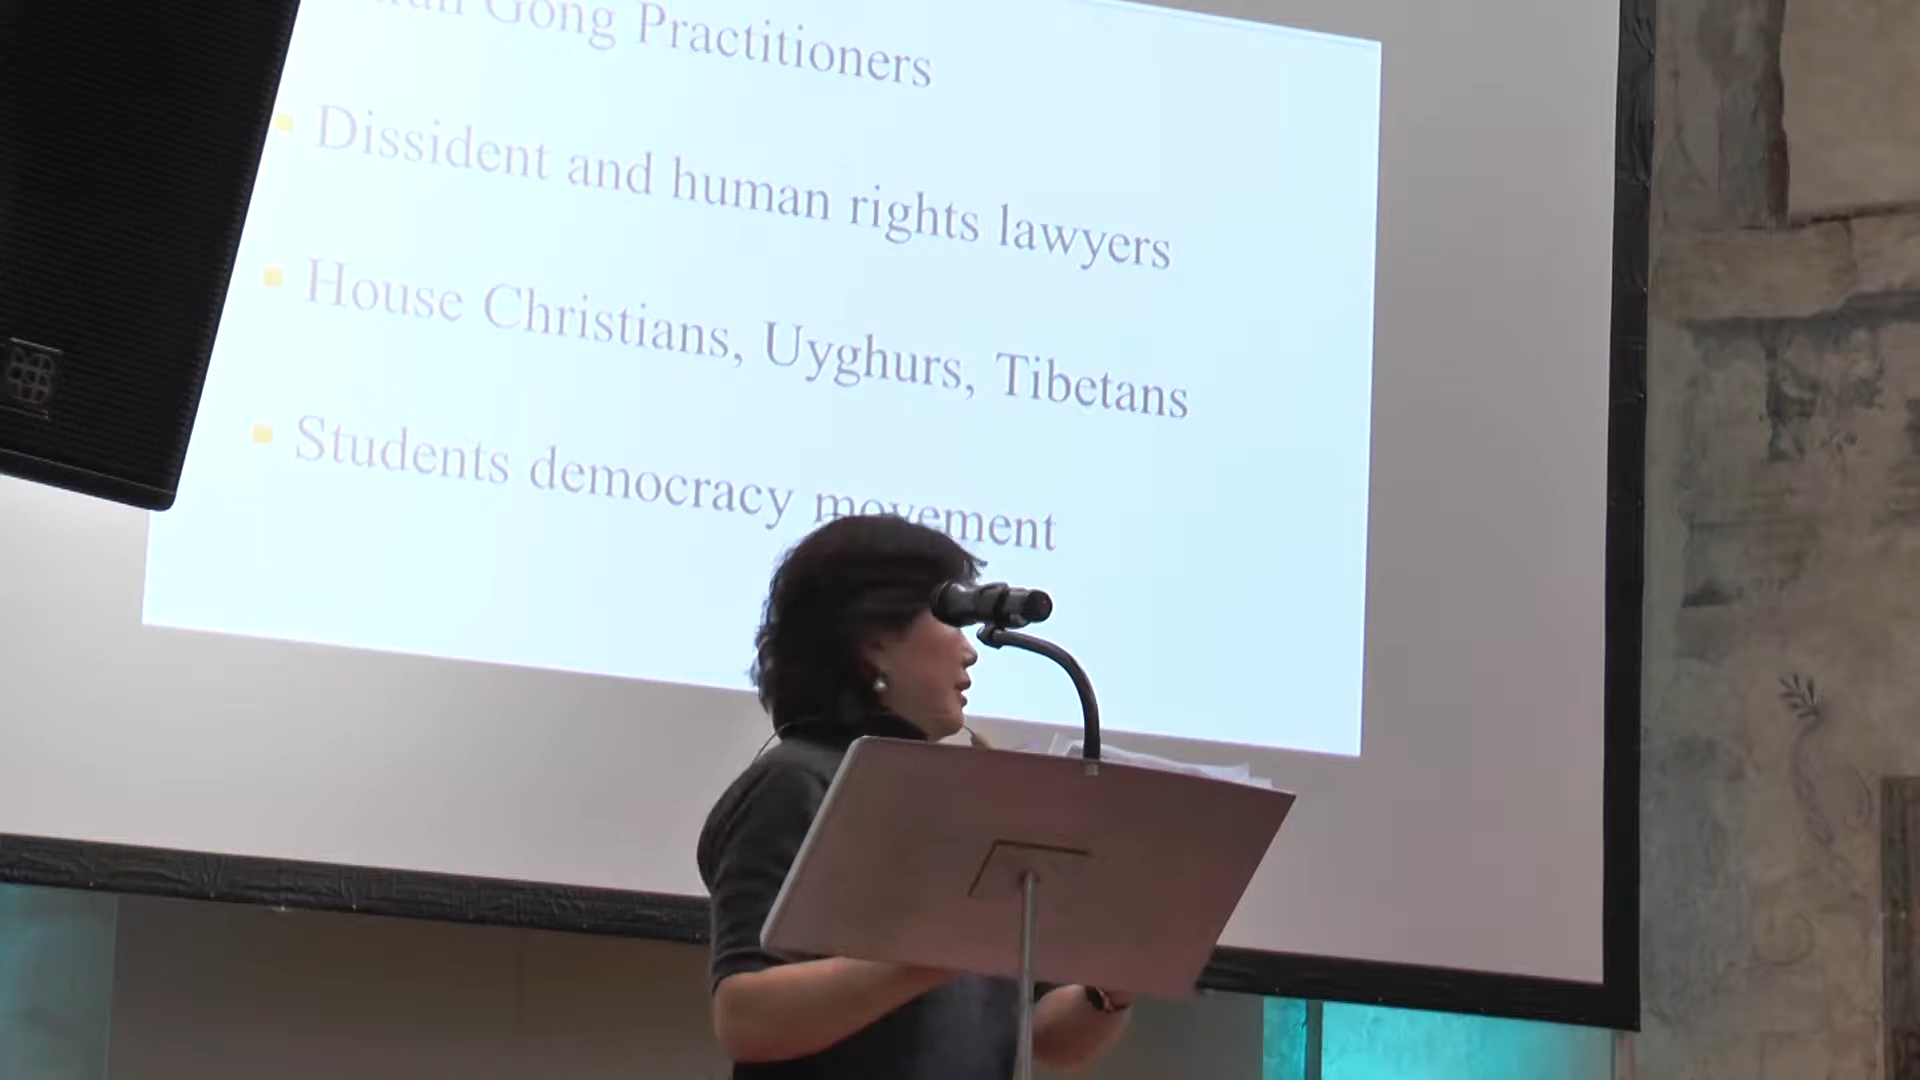 Gong Practitioners
Dissident and human rights lawyers
House Christians, Uyghurs, Tibetans
Students democracy movement